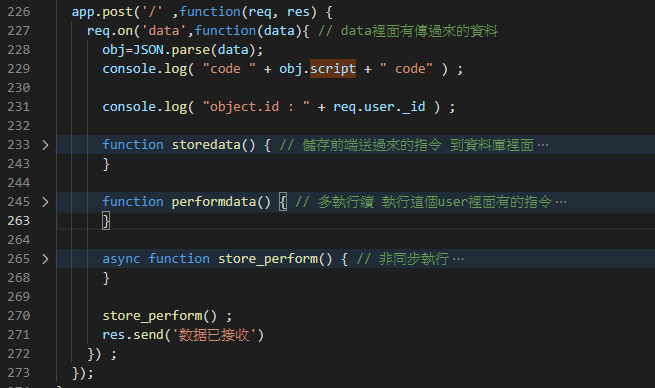 226 app.post('/' ,function(req, res) {
227 req.on('data',function(data){ // data裡面有傳過來的資料
228 obj=JSON.parse(data);
229 console.log( "code " + obj.script + " code" ) ;
230
231 console.log( "object.id : " + req.user._id ) ;
232
233 function storedata() { // 儲存前端送過來的指令 到資料庫裡面…
243 }
244
245 function performdata() { // 多執行續 執行這個user裡面有的指令…
263 }
264
265 async function store_perform() { // 非同步執行…
268 }
269
270 store_perform() ;
271 res.send('数据已接收')
272 }) ;
273 });